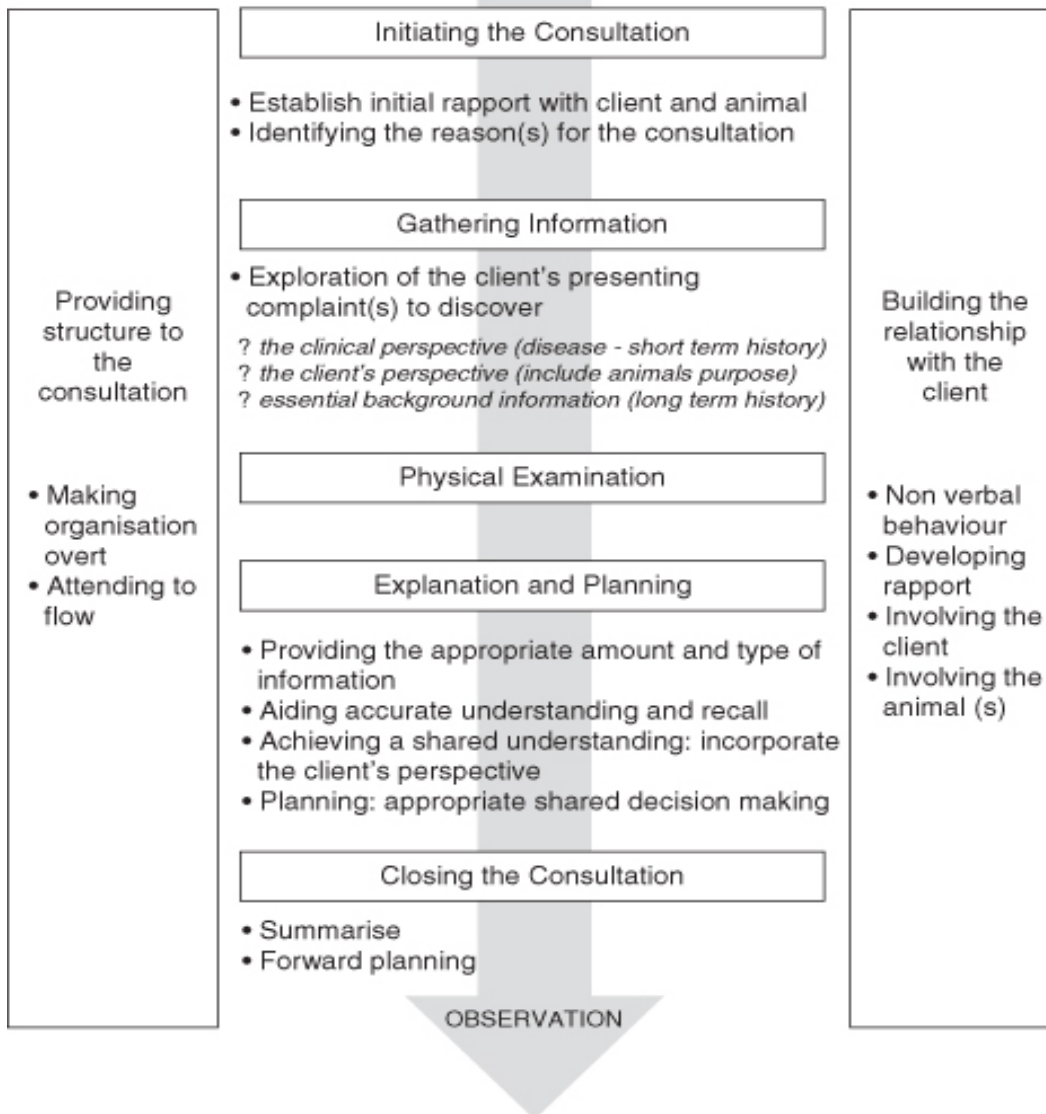 Initiating the Consultation
• Establish initial rapport with client and animal
• Identifying the reason(s) for the consultation
Gathering Information
• Exploration of the client's presenting
complaint(s) to discover
? the clinical perspective (disease - short term history)
? the client's perspective (include animals purpose)
? essential background information (long term history)
Physical Examination
Explanation and Planning
• Providing the appropriate amount and type of
information
• Aiding accurate understanding and recall
• Achieving a shared understanding: incorporate
the client's perspective
• Planning: appropriate shared decision making
Closing the Consultation
• Summarise
• Forward planning
OBSERVATION
Providing
structure to
the
consultation
• Making
organisation
overt
• Attending to
flow
Building the
relationship
with the
client
• Non verbal
behaviour
• Developing
rapport
• Involving the
client
• Involving the
animal (s)